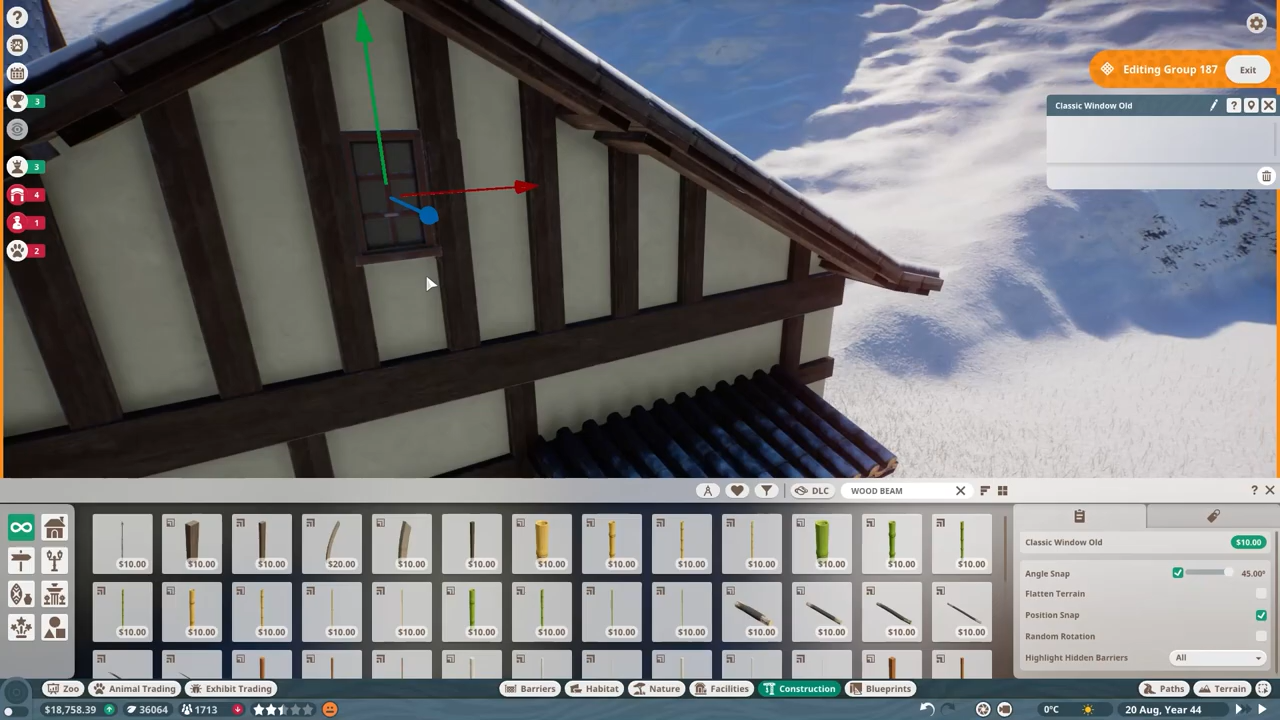 ?
Editing Group 187
Exit
3
Classic Window Old
?
3
4
1
2
DLC
WOOD BEAM
?
$10.00 $10.00 $10.00 $20.00 $10.00 $10.00 $10.00 $10.00 $10.00 $10.00 $10.00 $10.00 $10.00
$10.00 $10.00 $10.00 $10.00 $10.00 $10.00 $10.00 $10.00 $10.00 $10.00 $10.00 $10.00 $10.00
Classic Window Old
$10.00
Angle Snap
45.00°
Flatten Terrain
Position Snap
Random Rotation
Highlight Hidden Barriers
All
Zoo
Animal Trading
Exhibit Trading
Barriers
Habitat
Nature
Facilities
Construction
Blueprints
Paths
Terrain
$18,758.39
36064
1713
0°C
20 Aug, Year 44